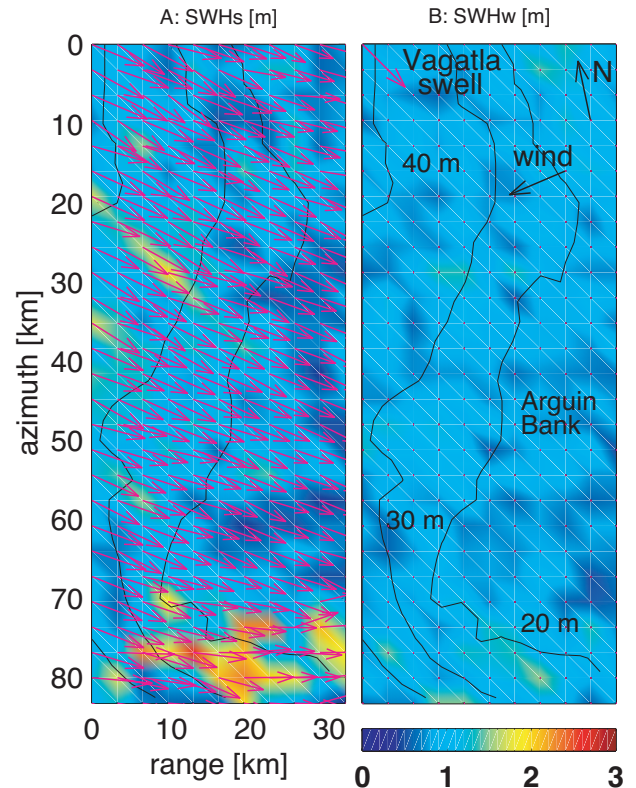 A: SWHs [m]
B: SWHw [m]
0
10
20
30
40
50
60
70
80
azimuth [km]
0
10
20
30
range [km]
Vagatla
swell
N
40 m
wind
Arguin
Bank
30 m
20 m
0
1
2
3